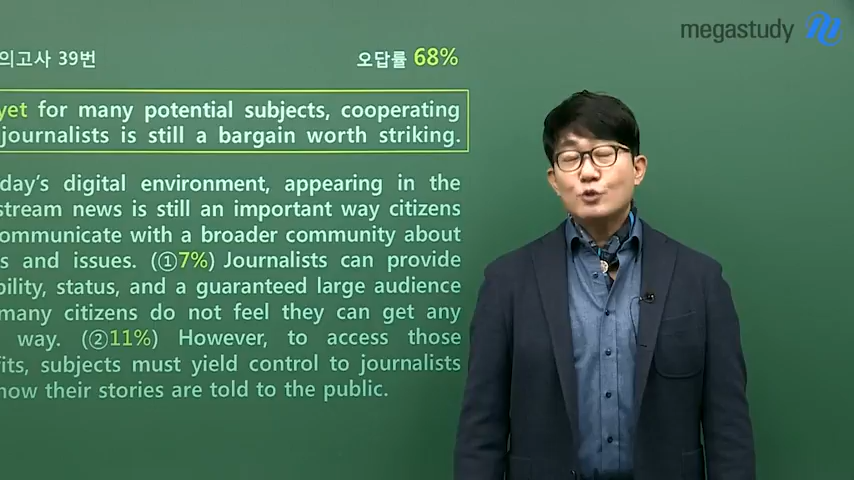 megastudy
의고사 39번
오답률 68%
yet for many potential subjects, cooperating
journalists is still a bargain worth striking.
day's digital environment, appearing in the
stream news is still an important way citizens
ommunicate with a broader community about
s and issues. (①7%) Journalists can provide
bility, status, and a guaranteed large audience
many citizens do not feel they can get any
way. (②11%) However, to access those
fits, subjects must yield control to journalists
how their stories are told to the public.